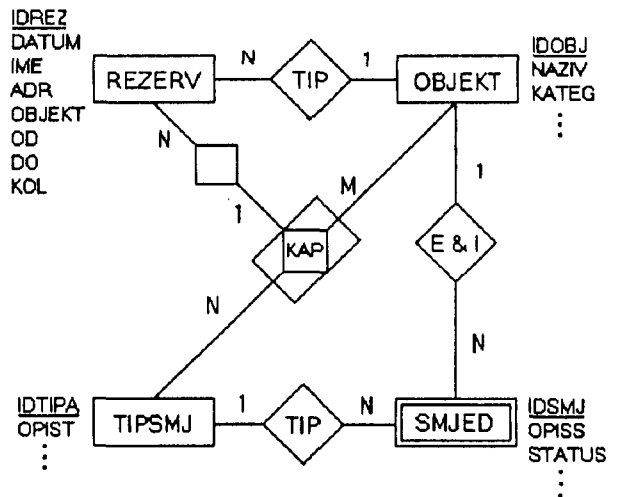 IDREZ
DATUM
IME
ADR
OBJEKT
OD
DO
KOL
REZERV
N
TIP
1
OBJEKT
IDOBJ
NAZIV
KATEG
N
1
M
1
KAP
E & I
N
N
IDTIPA
OPIST
TIPSMJ
1
TIP
N
SMJED
IDSMJ
OPISS
STATUS